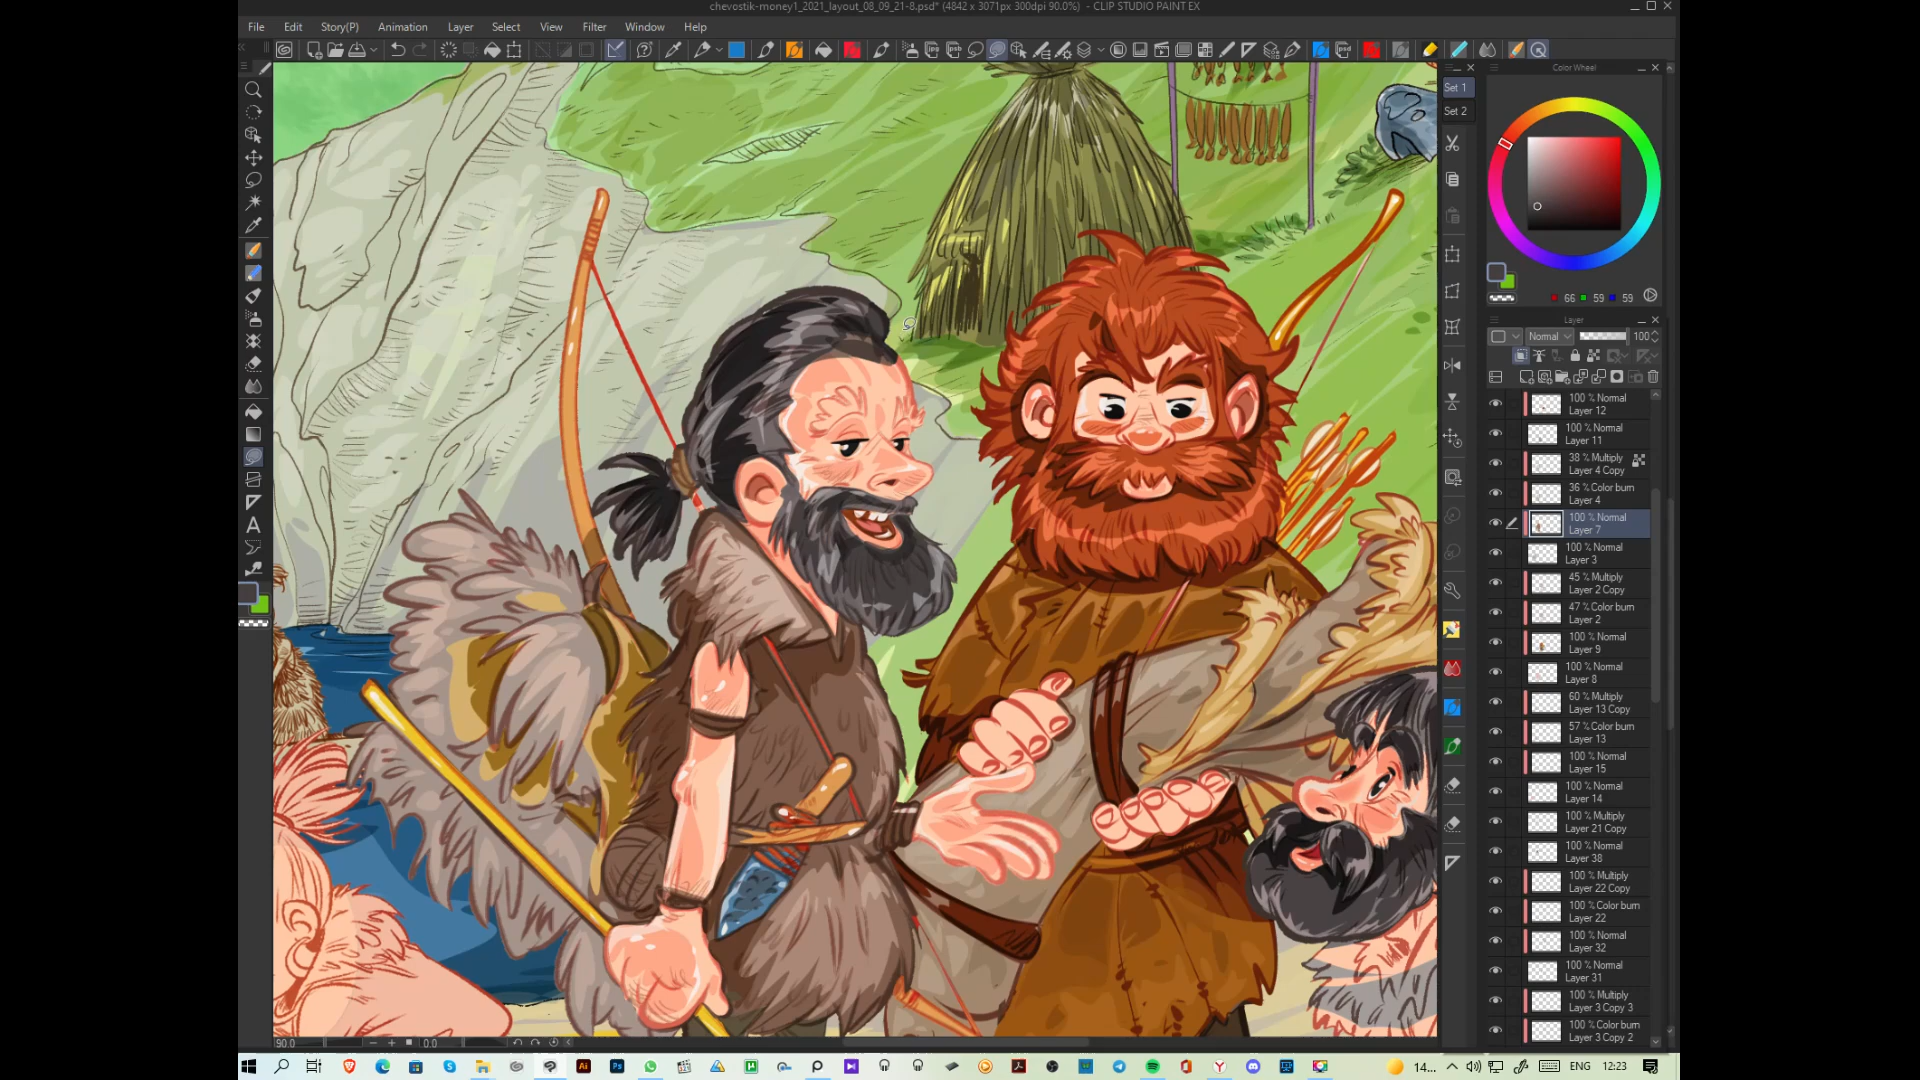 chevostik-money1_2021_layout_08_09_21-8.psd* (4842 x 3071px 300dpi 90.0%) - CLIP STUDIO PAINT EX
File Edit Story(P) Animation Layer Select View Filter Window Help
Color Wheel
Set 1
Set 2
66 59 59
Layer
Normal 100
100 % Normal
Layer 12
100 % Normal
Layer 11
38 % Multiply
Layer 4 Copy
36 % Color burn
Layer 4
100 % Normal
Layer 7
100 % Normal
Layer 3
45 % Multiply
Layer 2 Copy
47 % Color burn
Layer 2
100 % Normal
Layer 9
100 % Normal
Layer 8
60 % Multiply
Layer 13 Copy
57 % Color burn
Layer 13
100 % Normal
Layer 15
100 % Normal
Layer 14
100 % Multiply
Layer 21 Copy
100 % Normal
Layer 38
100 % Multiply
Layer 22 Copy
100 % Color burn
Layer 22
100 % Normal
Layer 32
100 % Normal
Layer 31
100 % Multiply
Layer 3 Copy 3
100 % Color burn
Layer 3 Copy 2
90.0 0.0
14... ENG 12:23